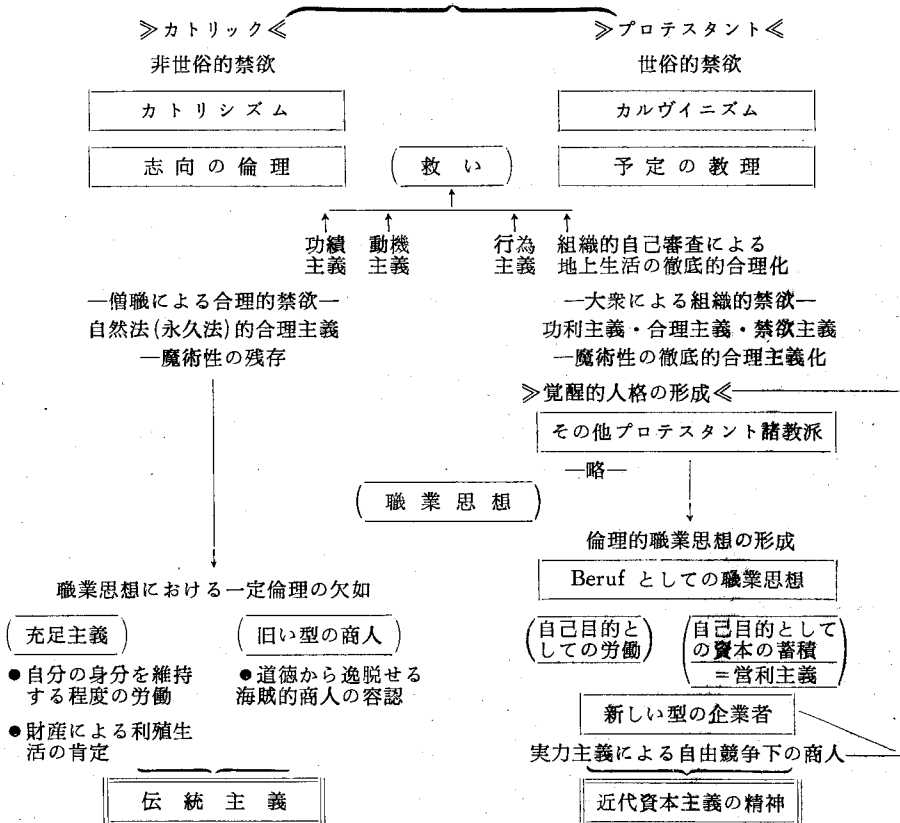 ≫カトリック≪
≫プロテスタント≪
非世俗的禁欲
世俗的禁欲
カトリシズム
カルヴィニズム
志向の倫理
(救い)
予定の教理
功績主義
動機主義
行為主義
組織的自己審査による
地上生活の徹底的合理化
―僧職による合理的禁欲―
自然法(永久法)的合理主義
―魔術性の残存
―大衆による組織的禁欲―
功利主義・合理主義・禁欲主義
―魔術性の徹底的合理主義化
≫覚醒的人格の形成≪
その他プロテスタント諸教派
―略―
(職業思想)
倫理的職業思想の形成
Beruf としての職業思想
職業思想における一定倫理の欠如
(充足主義)
(旧い型の商人)
●自分の身分を維持
する程度の労働
●道徳から逸脱せる
海賊的商人の容認
●財産による利殖生
活の肯定
(自己目的と
しての労働)
(自己目的として
の資本の蓄積
=営利主義)
新しい型の企業者
実力主義による自由競争下の商人
伝統主義
近代資本主義の精神